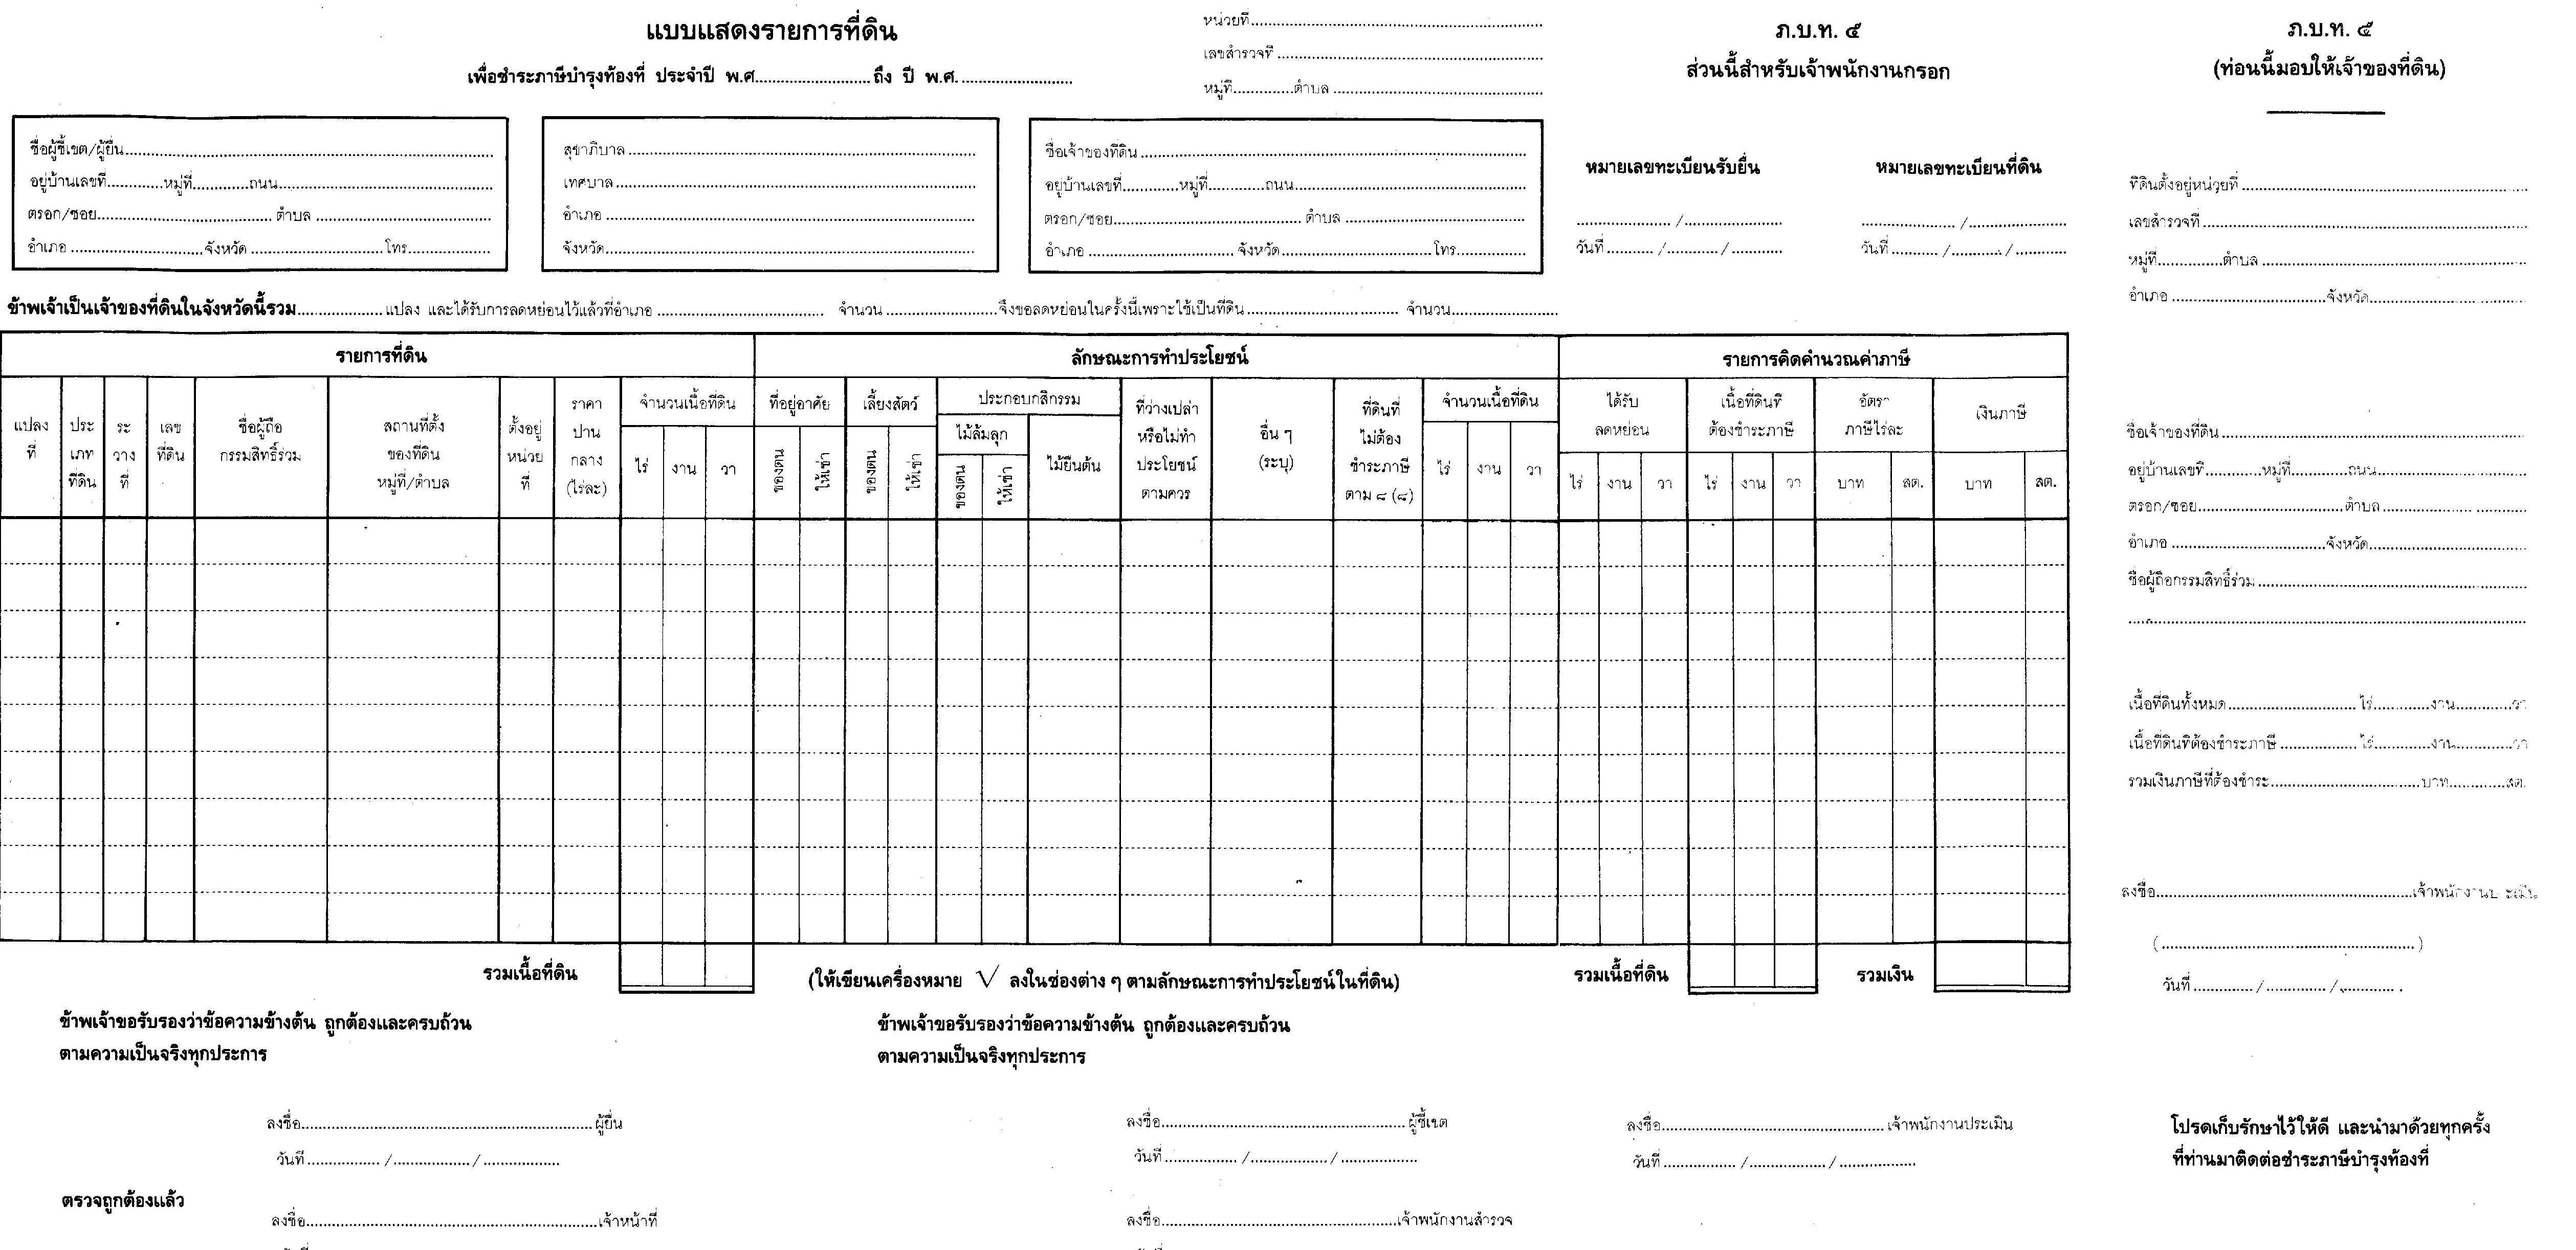 แบบแสดงรายการที่ดิน
เพื่อชำระภาษีบำรุงท้องที่ ประจำปี พ.ศ............................ถึง ปี พ.ศ............................
หน่วยที่............................
เลขสำรวจที่............................
หมู่ที่...............ตำบล............................
ภ.บ.ท. ๕
ส่วนนี้สำหรับเจ้าพนักงานกรอก
ภ.บ.ท. ๕
(ท่อนนี้มอบให้เจ้าของที่ดิน)
ชื่อผู้ชี้เขต/ผู้ยื่น............................
อยู่บ้านเลขที่..............หมู่ที่..............ถนน............................
ตรอก/ซอย............................ตำบล............................
อำเภอ............................จังหวัด............................โทร....................
สุขาภิบาล............................
เทศบาล............................
อำเภอ............................
จังหวัด............................
ชื่อเจ้าของที่ดิน............................
อยู่บ้านเลขที่..............หมู่ที่..............ถนน............................
ตรอก/ซอย............................ตำบล............................
อำเภอ............................จังหวัด............................โทร.................
หมายเลขทะเบียนรับยื่น
......................./.......................
วันที่............/............/............
หมายเลขทะเบียนที่ดิน
......................./.......................
วันที่............/............/............
ที่ดินตั้งอยู่หน่วยที่............................
เลขสำรวจที่............................
หมู่ที่................ตำบล............................
อำเภอ............................จังหวัด............................
ข้าพเจ้าเป็นเจ้าของที่ดินในจังหวัดนี้รวม.....................แปลง และได้รับการลดหย่อนไว้แล้วที่อำเภอ............................ จำนวน............................จึงขอลดหย่อนในครั้งนี้เพราะใช้เป็นที่ดิน............................ จำนวน............................
รายการที่ดิน
ลักษณะการทำประโยชน์
รายการคิดคำนวณค่าภาษี
แปลง
ที่
ประ
เภท
ที่ดิน
ระ
วาง
ที่
เลข
ที่ดิน
ชื่อผู้ถือ
กรรมสิทธิ์ร่วม
สถานที่ตั้ง
ของที่ดิน
หมู่ที่/ตำบล
ตั้งอยู่
หน่วย
ที่
ราคา
ปาน
กลาง
(ไร่ละ)
จำนวนเนื้อที่ดิน
ไร่ งาน วา
ที่อยู่อาศัย
ของตน ให้เช่า
เลี้ยงสัตว์
ของตน ให้เช่า
ประกอบกสิกรรม
ไม้ล้มลุก
ของตน ให้เช่า
ไม้ยืนต้น
ที่ว่างเปล่า
หรือไม่ทำ
ประโยชน์
ตามควร
อื่น ๆ
(ระบุ)
ที่ดินที่
ไม่ต้อง
ชำระภาษี
ตาม ๘ (๘)
จำนวนเนื้อที่ดิน
ไร่ งาน วา
ได้รับ
ลดหย่อน
ไร่ งาน วา
เนื้อที่ดินที่
ต้องชำระภาษี
ไร่ งาน วา
อัตรา
ภาษีไร่ละ
บาท สต.
เงินภาษี
บาท สต.
ชื่อเจ้าของที่ดิน............................
อยู่บ้านเลขที่..............หมู่ที่..............ถนน............................
ตรอก/ซอย............................ตำบล............................
อำเภอ............................จังหวัด............................
ชื่อผู้ถือกรรมสิทธิ์ร่วม............................
............................
เนื้อที่ดินทั้งหมด............................ไร่..............งาน..............วา
เนื้อที่ดินที่ต้องชำระภาษี...................ไร่..............งาน..............วา
รวมเงินภาษีที่ต้องชำระ............................บาท..............สต.
ลงชื่อ............................เจ้าพนักงานประเมิน
(............................)
วันที่............/............/............
รวมเนื้อที่ดิน
(ให้เขียนเครื่องหมาย √ ลงในช่องต่าง ๆ ตามลักษณะการทำประโยชน์ในที่ดิน)
รวมเนื้อที่ดิน
รวมเงิน
ข้าพเจ้าขอรับรองว่าข้อความข้างต้น ถูกต้องและครบถ้วน
ตามความเป็นจริงทุกประการ
ข้าพเจ้าขอรับรองว่าข้อความข้างต้น ถูกต้องและครบถ้วน
ตามความเป็นจริงทุกประการ
ลงชื่อ............................ผู้ยื่น
วันที่................/................/................
ลงชื่อ............................ผู้ชี้เขต
วันที่................/................/................
ลงชื่อ............................เจ้าพนักงานประเมิน
วันที่................/................/................
โปรดเก็บรักษาไว้ให้ดี และนำมาด้วยทุกครั้ง
ที่ท่านมาติดต่อชำระภาษีบำรุงท้องที่
ตรวจถูกต้องแล้ว
ลงชื่อ............................เจ้าหน้าที่
ลงชื่อ............................เจ้าพนักงานสำรวจ